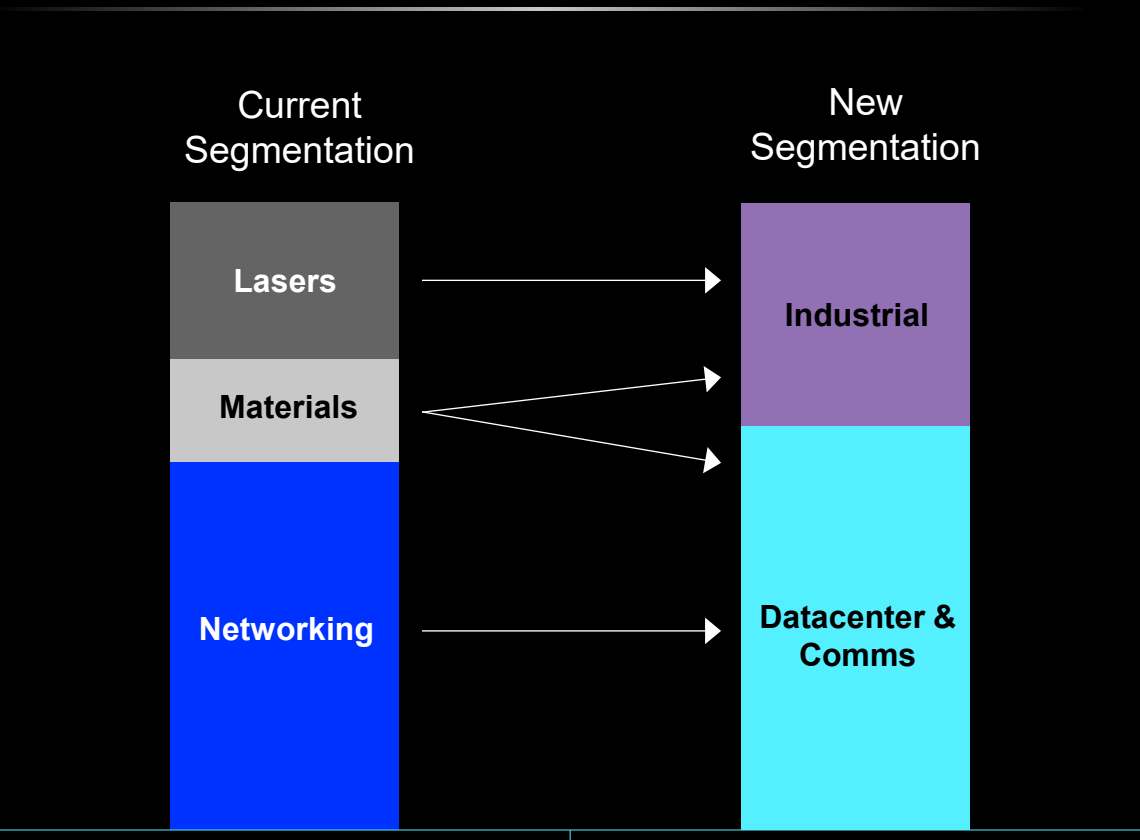 Current
Segmentation
New
Segmentation
Lasers
Materials
Networking
Industrial
Datacenter &
Comms